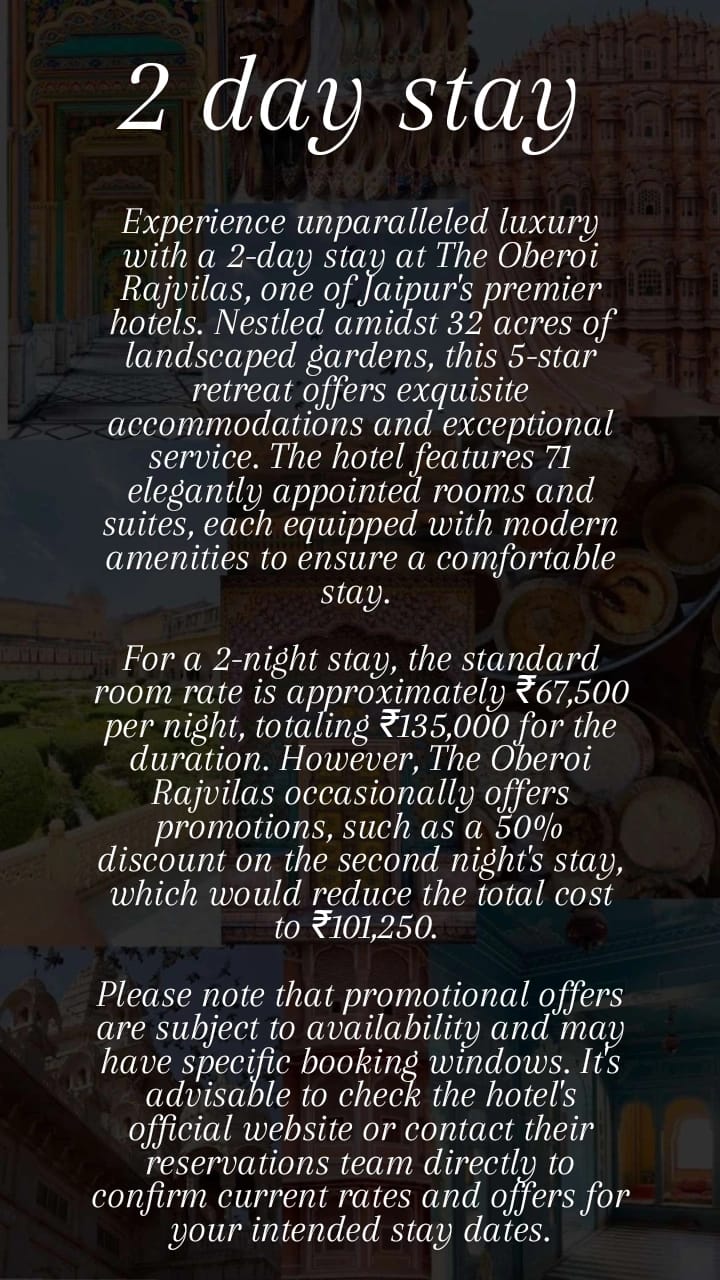 2 day stay
Experience unparalleled luxury
with a 2-day stay at The Oberoi
Rajvilas, one of Jaipur's premier
hotels. Nestled amidst 32 acres of
landscaped gardens, this 5-star
retreat offers exquisite
accommodations and exceptional
service. The hotel features 71
elegantly appointed rooms and
suites, each equipped with modern
amenities to ensure a comfortable
stay.
For a 2-night stay, the standard
room rate is approximately ₹67,500
per night, totaling ₹135,000 for the
duration. However, The Oberoi
Rajvilas occasionally offers
promotions, such as a 50%
discount on the second night's stay,
which would reduce the total cost
to ₹101,250.
Please note that promotional offers
are subject to availability and may
have specific booking windows. It's
advisable to check the hotel's
official website or contact their
reservations team directly to
confirm current rates and offers for
your intended stay dates.